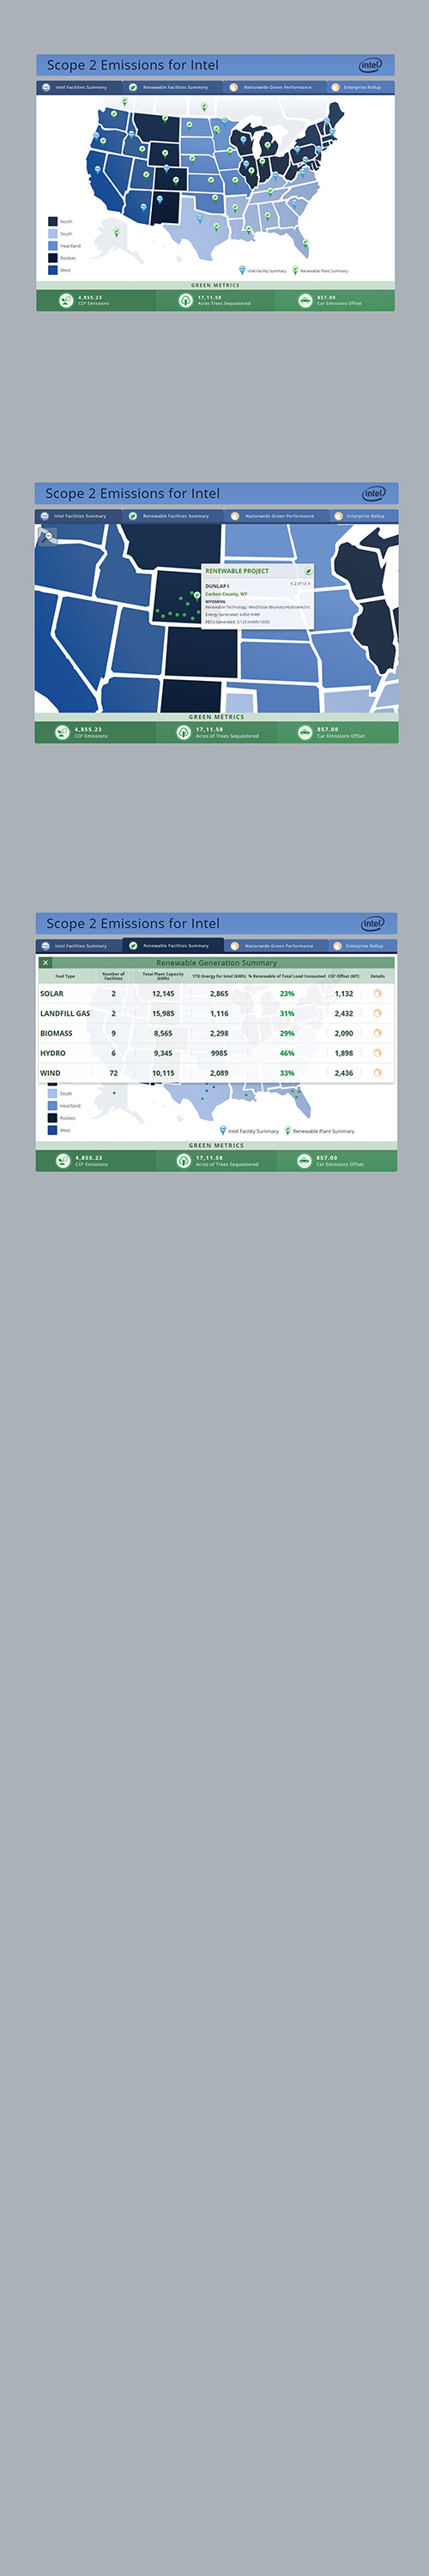 Scope 2 Emissions for Intel
intel
Intel Facilities Summary
Renewable Facilities Summary
Nationwide Green Performance
Enterprise Rollup
North
South
Heartland
Rockies
West
Intel Facility Summary
Renewable Plant Summary
GREEN METRICS
4,855.23
CO² Emissions
17,11.58
Acres Trees Sequestered
857.00
Car Emissions Offset
Scope 2 Emissions for Intel
intel
Intel Facilities Summary
Renewable Facilities Summary
Nationwide Green Performance
Enterprise Rollup
RENEWABLE PROJECT
DUNLAP I
2 of 13
Carbon County, WY
WYOMING
Renewable Technology: Wind/Solar/Biomass/Hydroelectric
Energy Generated: 4,850 kWh
GREEN METRICS
4,855.23
CO² Emissions
17,11.58
Acres of Trees Sequestered
857.00
Car Emissions Offset
Scope 2 Emissions for Intel
intel
Intel Facilities Summary
Renewable Facilities Summary
Nationwide Green Performance
Enterprise Rollup
Renewable Generation Summary
Fuel Type
Number of Facilities
Total Plant Capacity (kWh)
YTD Energy for Intel (kWh)
% Renewable of Total Load Consumed
CO² Offset (MT)
Details
SOLAR 2 12,145 2,865 23% 1,132
LANDFILL GAS 2 15,985 1,116 31% 2,432
BIOMASS 9 8,565 2,298 29% 2,090
HYDRO 6 9,345 9985 46% 1,898
WIND 72 10,115 2,089 33% 2,436
South
Heartland
Rockies
West
Intel Facility Summary
Renewable Plant Summary
GREEN METRICS
4,855.23
CO² Emissions
17,11.58
Acres of Trees Sequestered
857.00
Car Emissions Offset